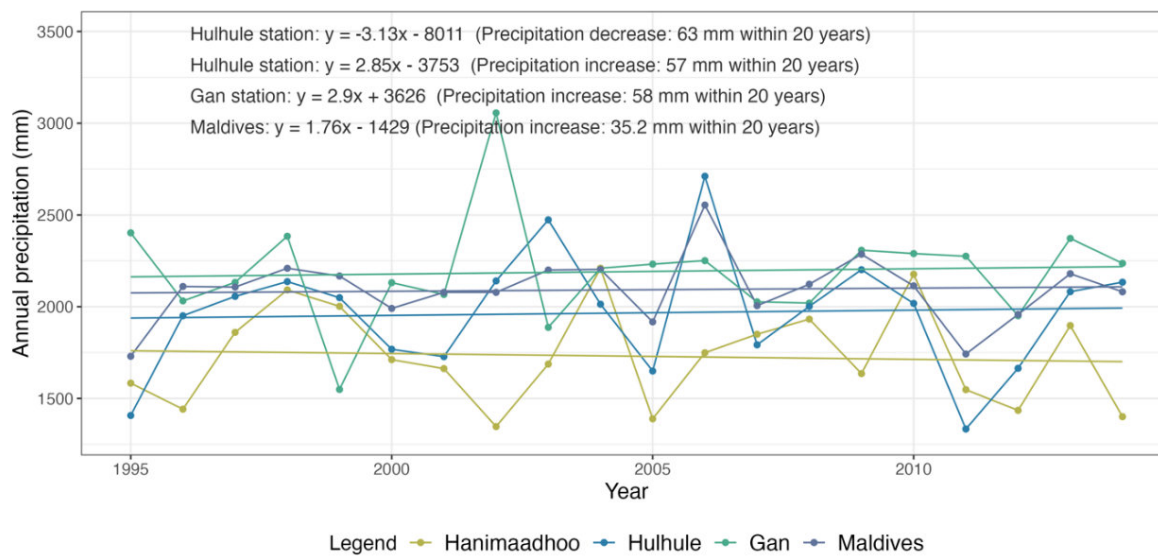 Hulhule station: y = -3.13x - 8011 (Precipitation decrease: 63 mm within 20 years)
Hulhule station: y = 2.85x - 3753 (Precipitation increase: 57 mm within 20 years)
Gan station: y = 2.9x + 3626 (Precipitation increase: 58 mm within 20 years)
Maldives: y = 1.76x - 1429 (Precipitation increase: 35.2 mm within 20 years)
Annual precipitation (mm)
3500
3000
2500
2000
1500
1995 2000 2005 2010
Year
Legend Hanimaadhoo Hulhule Gan Maldives